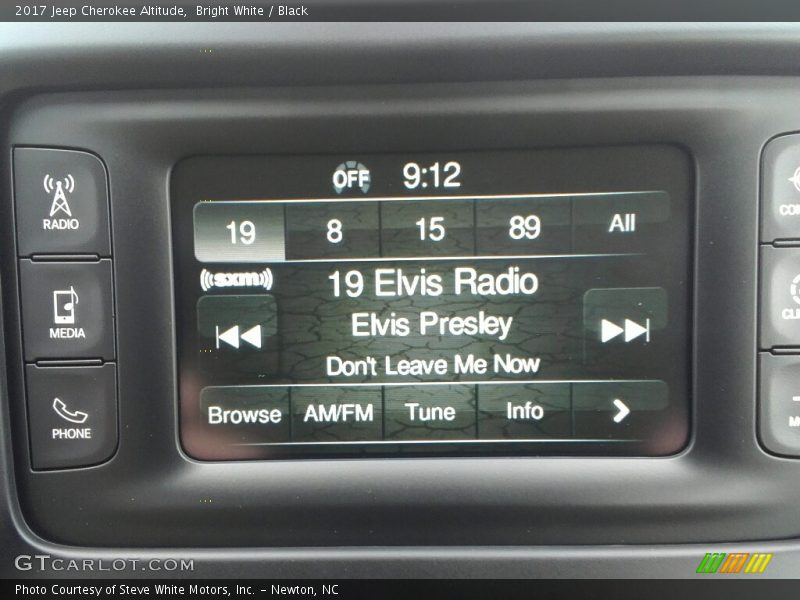 2017 Jeep Cherokee Altitude,  Bright White / Black
OFF 9:12
19 8 15 89 All
((sxm))
19 Elvis Radio
Elvis Presley
Don't Leave Me Now
Browse AM/FM Tune Info
RADIO
MEDIA
PHONE
GTCARLOT.COM
Photo Courtesy of Steve White Motors, Inc. – Newton, NC